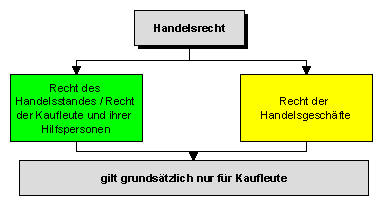 Handelsrecht
Recht des
Handelsstandes / Recht
der Kaufleute und ihrer
Hilfspersonen
Recht der
Handelsgeschäfte
gilt grundsätzlich nur für Kaufleute